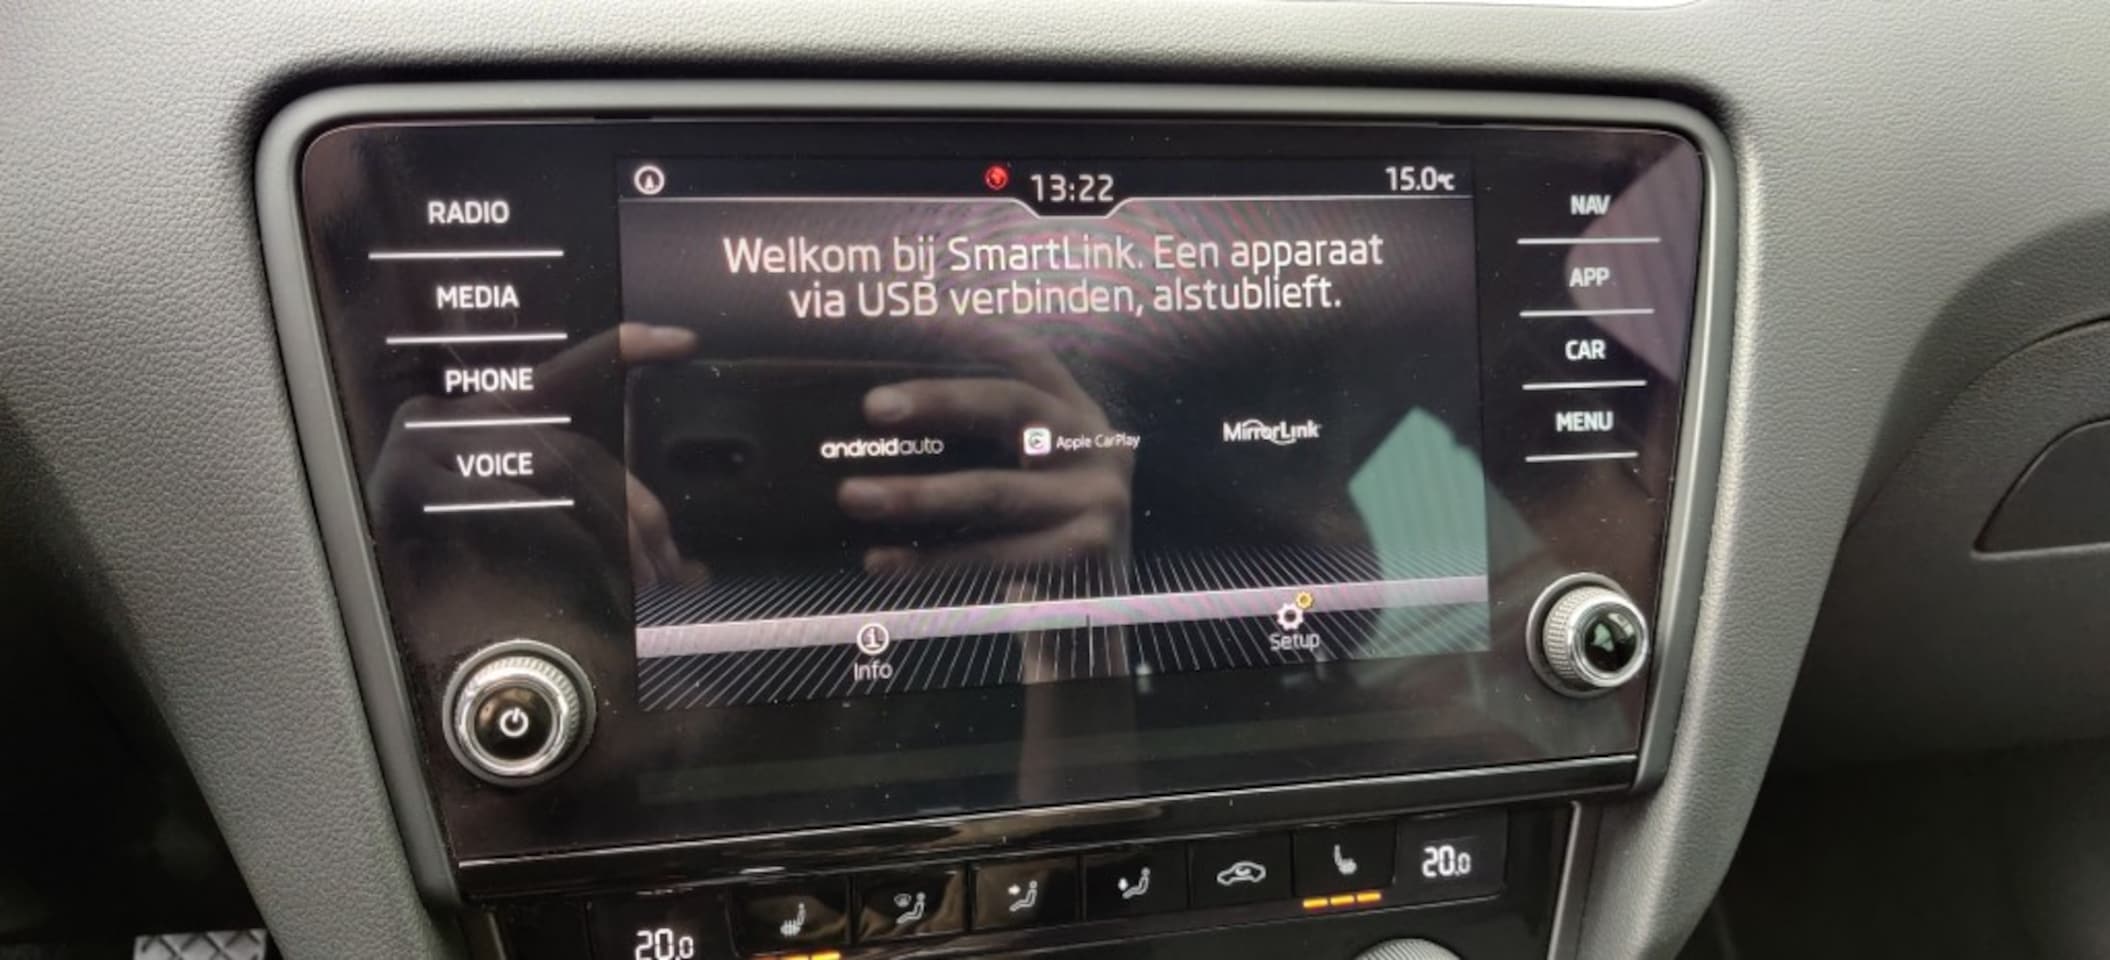 13:22
15.0°C
RADIO
MEDIA
PHONE
VOICE
Welkom bij SmartLink. Een apparaat
via USB verbinden, alstublieft.
androidauto
Apple CarPlay
MirrorLink
Info
Setup
NAV
APP
CAR
MENU
20.0
20.0